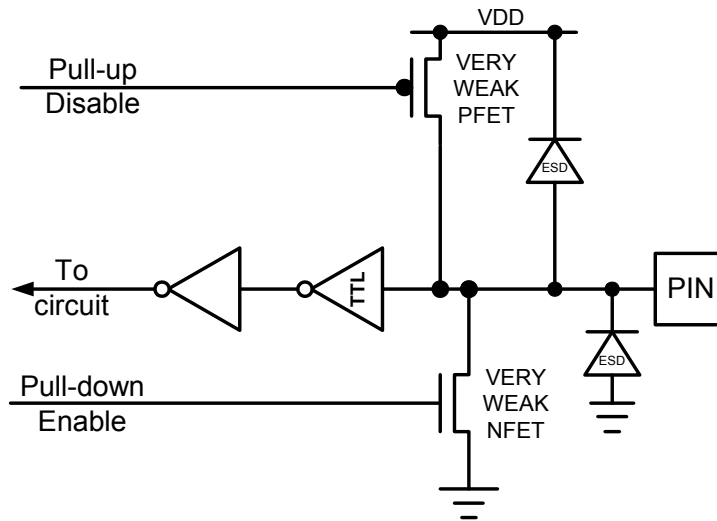 VDD
Pull-up
Disable
VERY
WEAK
PFET
ESD
To
circuit
TTL
PIN
ESD
Pull-down
Enable
VERY
WEAK
NFET